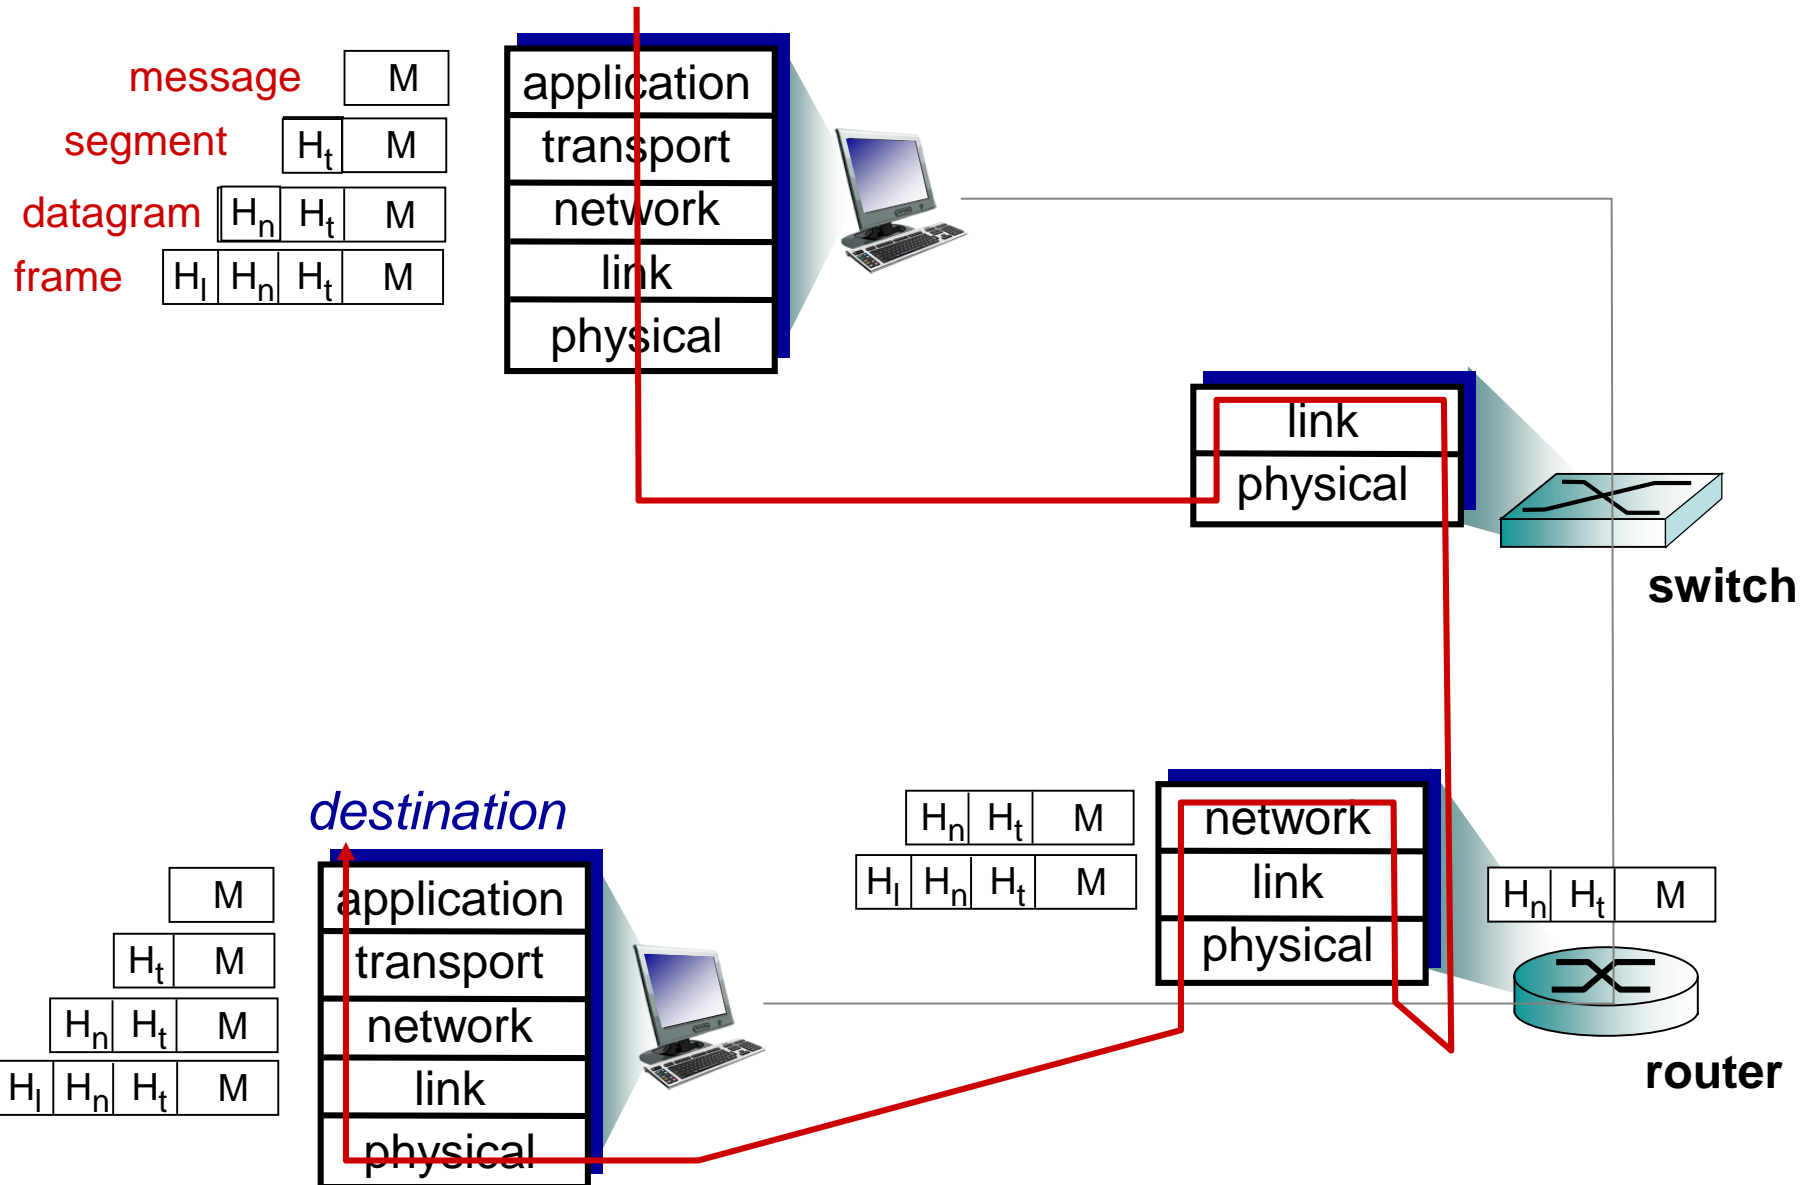 message M
segment Ht M
datagram Hn Ht M
frame Hl Hn Ht M
application
transport
network
link
physical
link
physical
switch
destination
M
Ht M
Hn Ht M
Hl Hn Ht M
application
transport
network
link
physical
Hn Ht M
Hl Hn Ht M
network
link
physical
Hn Ht M
router